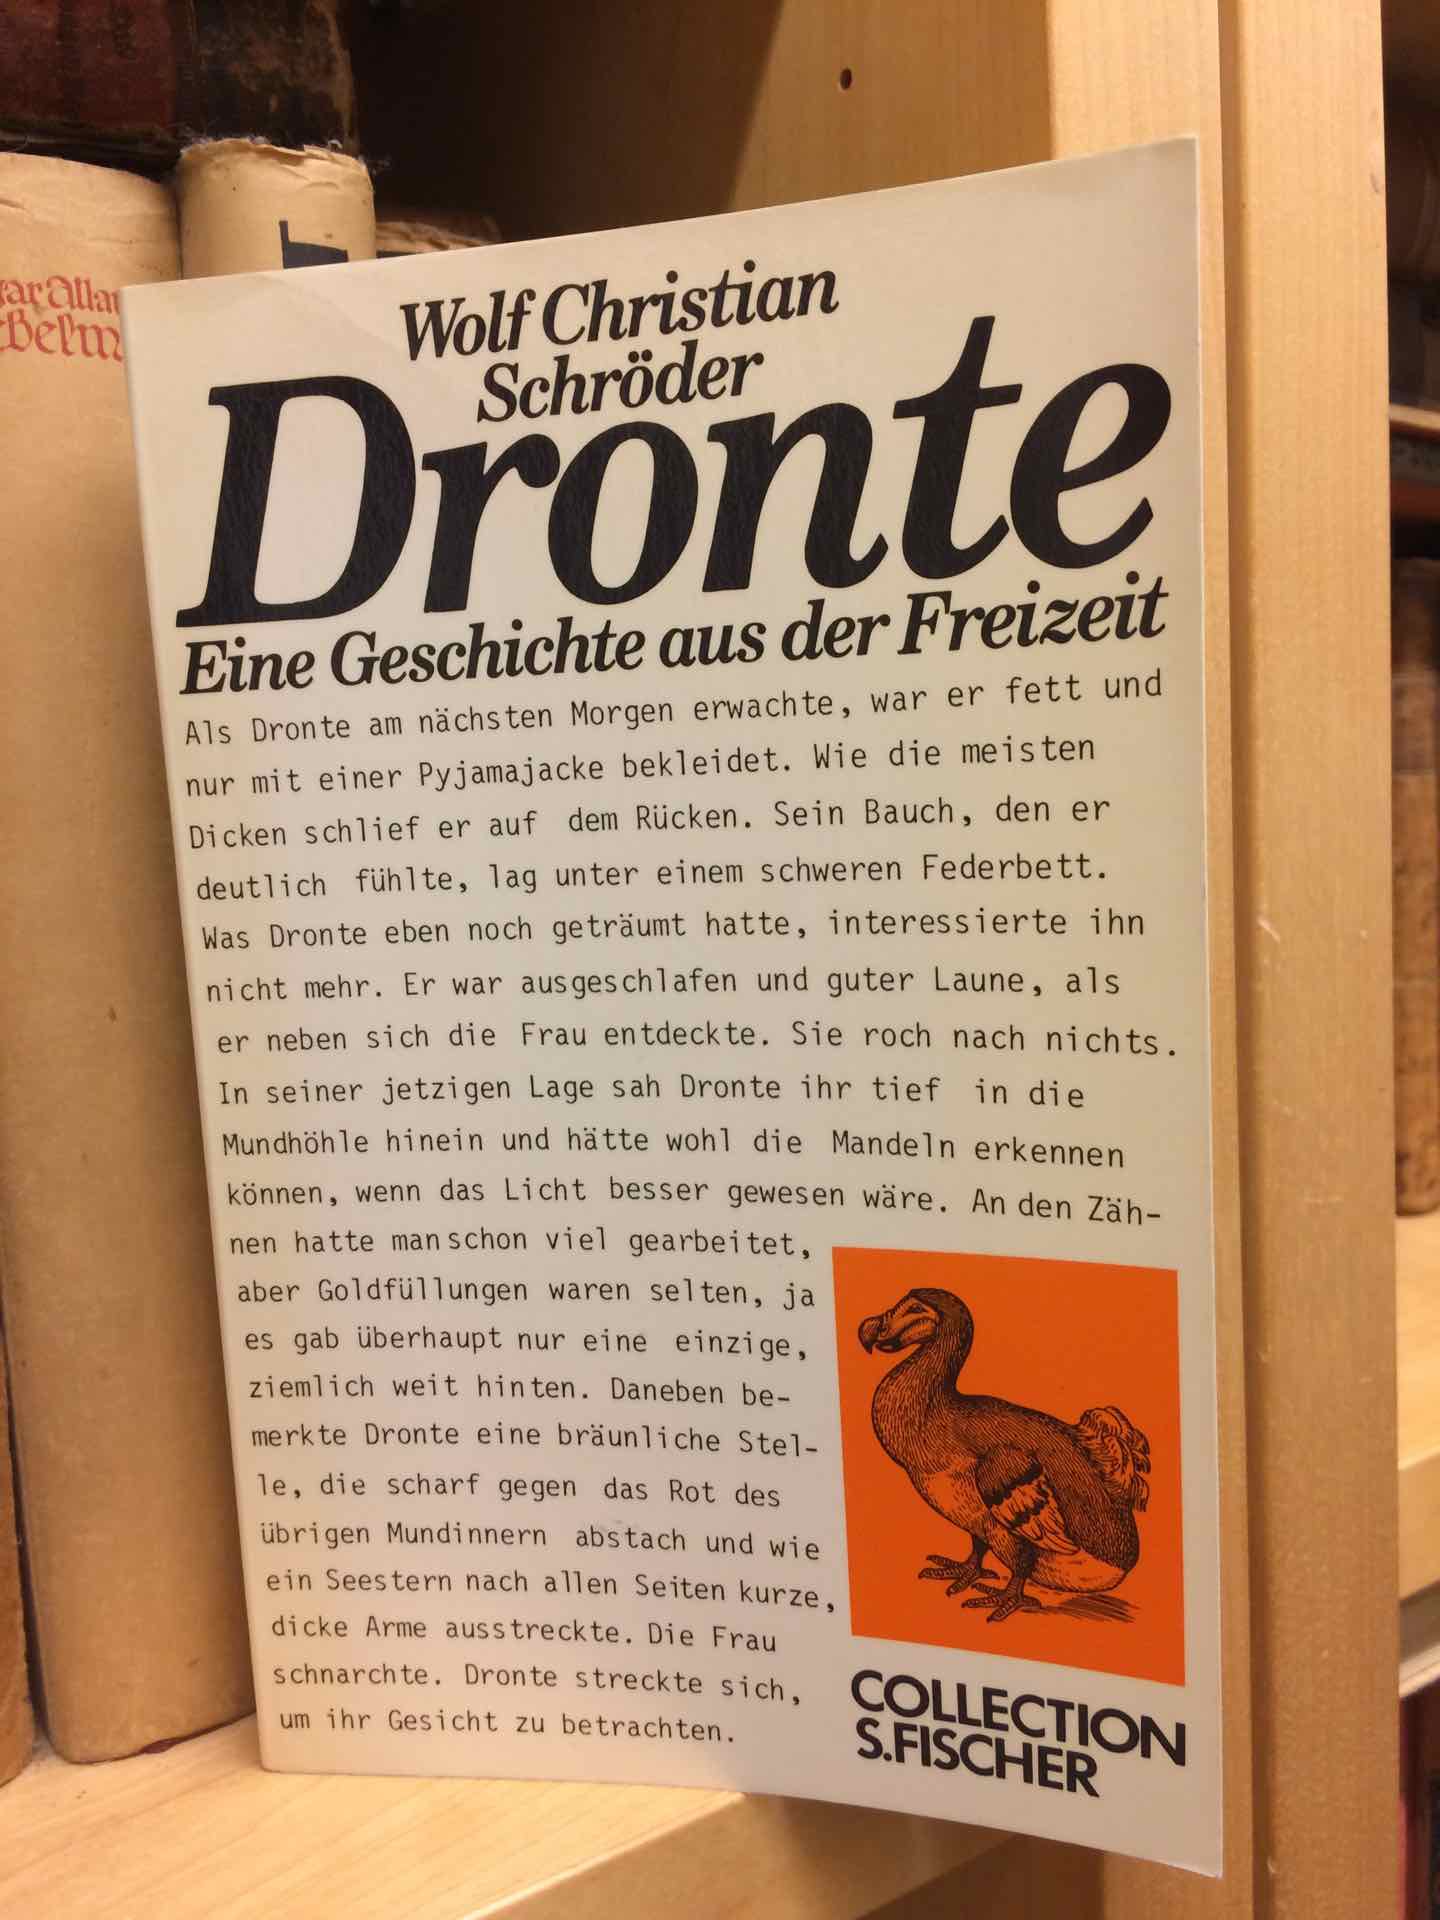 Wolf Christian
Schröder
Dronte
Eine Geschichte aus der Freizeit
Als Dronte am nächsten Morgen erwachte, war er fett und
nur mit einer Pyjamajacke bekleidet. Wie die meisten
Dicken schlief er auf dem Rücken. Sein Bauch, den er
deutlich fühlte, lag unter einem schweren Federbett.
Was Dronte eben noch geträumt hatte, interessierte ihn
nicht mehr. Er war ausgeschlafen und guter Laune, als
er neben sich die Frau entdeckte. Sie roch nach nichts.
In seiner jetzigen Lage sah Dronte ihr tief in die
Mundhöhle hinein und hätte wohl die Mandeln erkennen
können, wenn das Licht besser gewesen wäre. An den Zäh-
nen hatte man schon viel gearbeitet,
aber Goldfüllungen waren selten, ja
es gab überhaupt nur eine einzige,
ziemlich weit hinten. Daneben be-
merkte Dronte eine bräunliche Stel-
le, die scharf gegen das Rot des
übrigen Mundinnern abstach und wie
ein Seestern nach allen Seiten kurze,
dicke Arme ausstreckte. Die Frau
schnarchte. Dronte streckte sich,
um ihr Gesicht zu betrachten.
COLLECTION
S.FISCHER